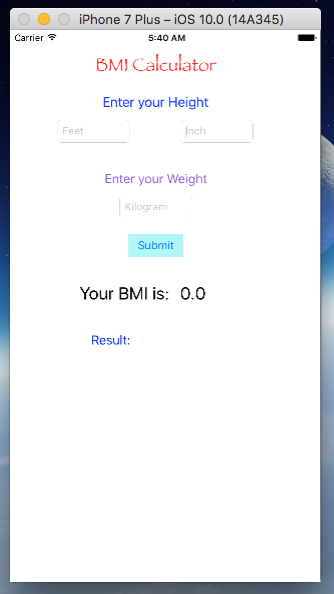 iPhone 7 Plus – iOS 10.0 (14A345)
Carrier 5:40 AM
BMI Calculator
Enter your Height
Feet Inch
Enter your Weight
Kilogram
Submit
Your BMI is: 0.0
Result: